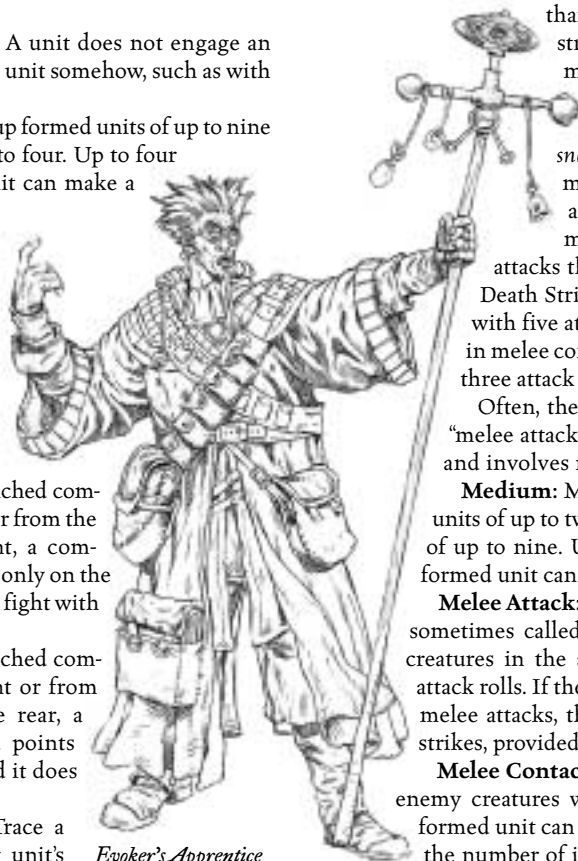 A unit does not engage an
unit somehow, such as with
up formed units of up to nine
to four. Up to four
it can make a
ched com-
r from the
nt, a com-
only on the
fight with
ched com-
nt or from
e rear, a
points
d it does
Trace a
unit's
Evoker's Apprentice
tha
str
m
sn
m
a
m
attacks th
Death Stri
with five at
in melee co
three attack
Often, the
“melee attack
and involves
Medium: M
units of up to tw
of up to nine. U
formed unit can
Melee Attack:
sometimes called
creatures in the
attack rolls. If the
melee attacks, th
strikes, provided
Melee Contac
enemy creatures w
formed unit can
the number of i